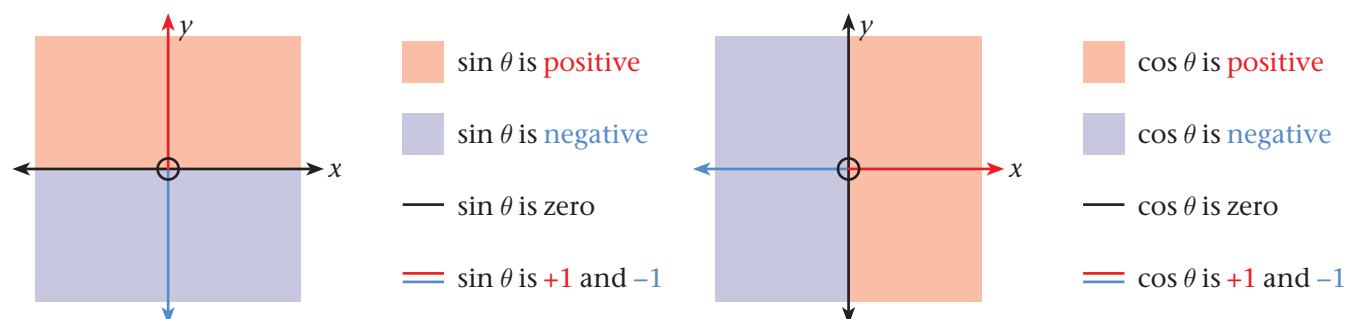 y
x
sin θ is positive
sin θ is negative
sin θ is zero
sin θ is +1 and –1
y
x
cos θ is positive
cos θ is negative
cos θ is zero
cos θ is +1 and –1